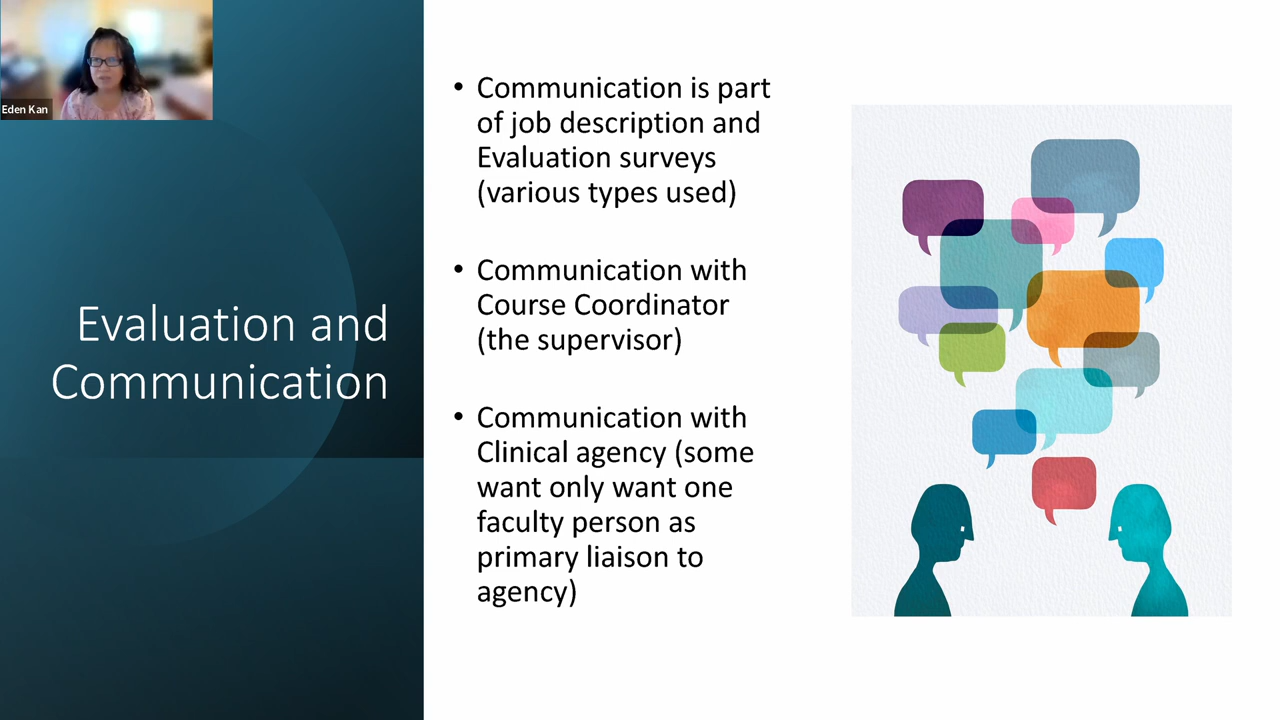 Eden Kan
Evaluation and
Communication
• Communication is part
of job description and
Evaluation surveys
(various types used)
• Communication with
Course Coordinator
(the supervisor)
• Communication with
Clinical agency (some
want only want one
faculty person as
primary liaison to
agency)